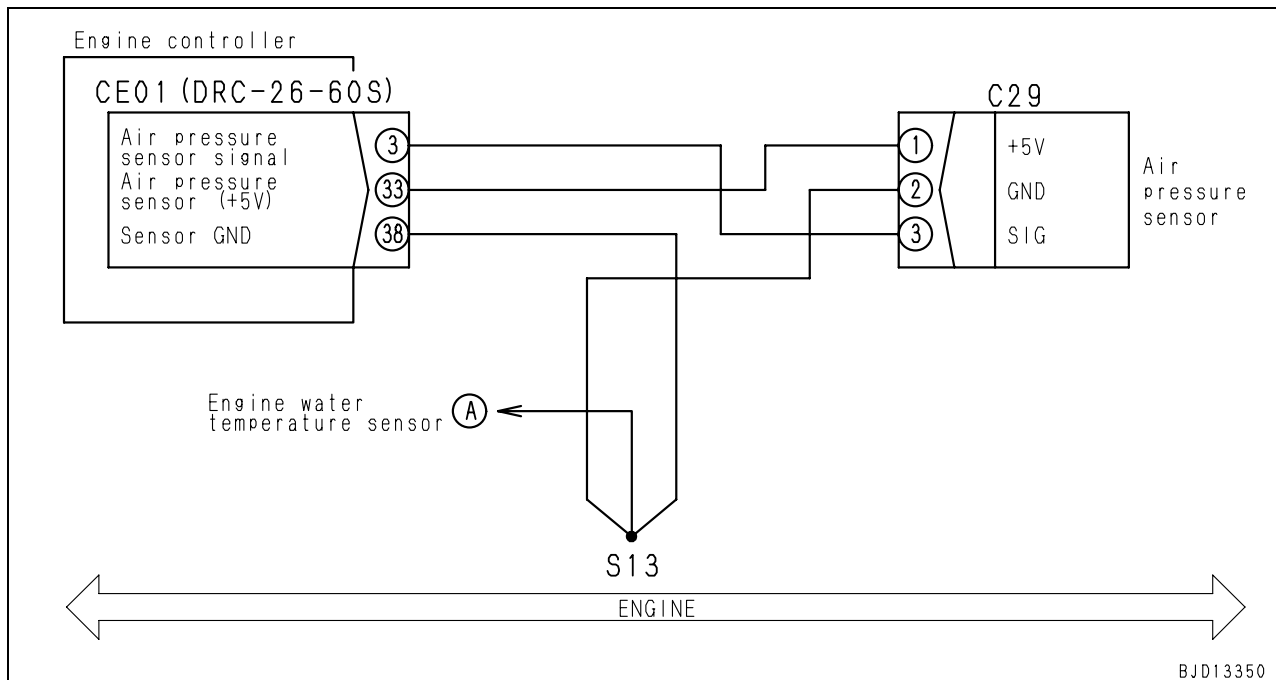 Engine controller
CE01 (DRC-26-60S)
Air pressure
sensor signal
Air pressure
sensor (+5V)
Sensor GND
3
33
38
C29
1
2
3
+5V
GND
SIG
Air
pressure
sensor
Engine water
temperature sensor
A
S13
ENGINE
BJD13350